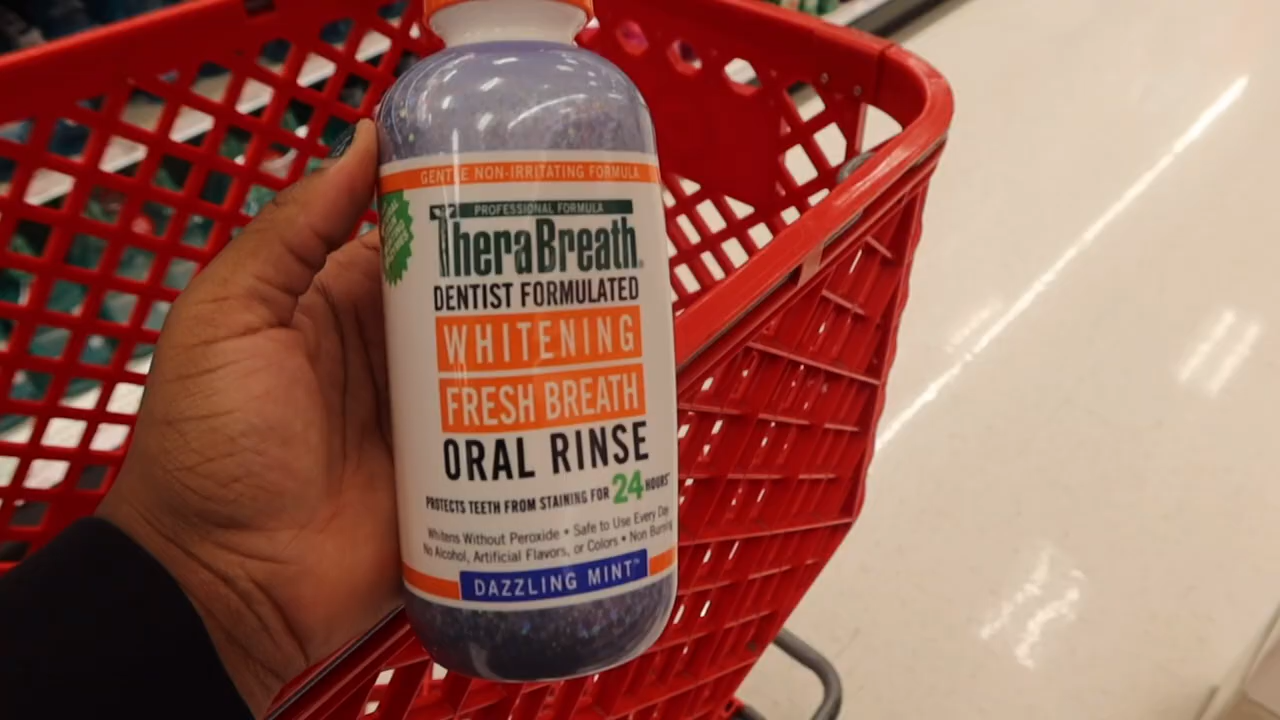 GENTLE NON-IRRITATING FORMULA
PROFESSIONAL FORMULA
TheraBreath
DENTIST FORMULATED
WHITENING
FRESH BREATH
ORAL RINSE
PROTECTS TEETH FROM STAINING FOR 24 HOURS*
Whitens Without Peroxide • Safe to Use Every Day
No Alcohol, Artificial Flavors, or Colors • Non Burning
DAZZLING MINT™